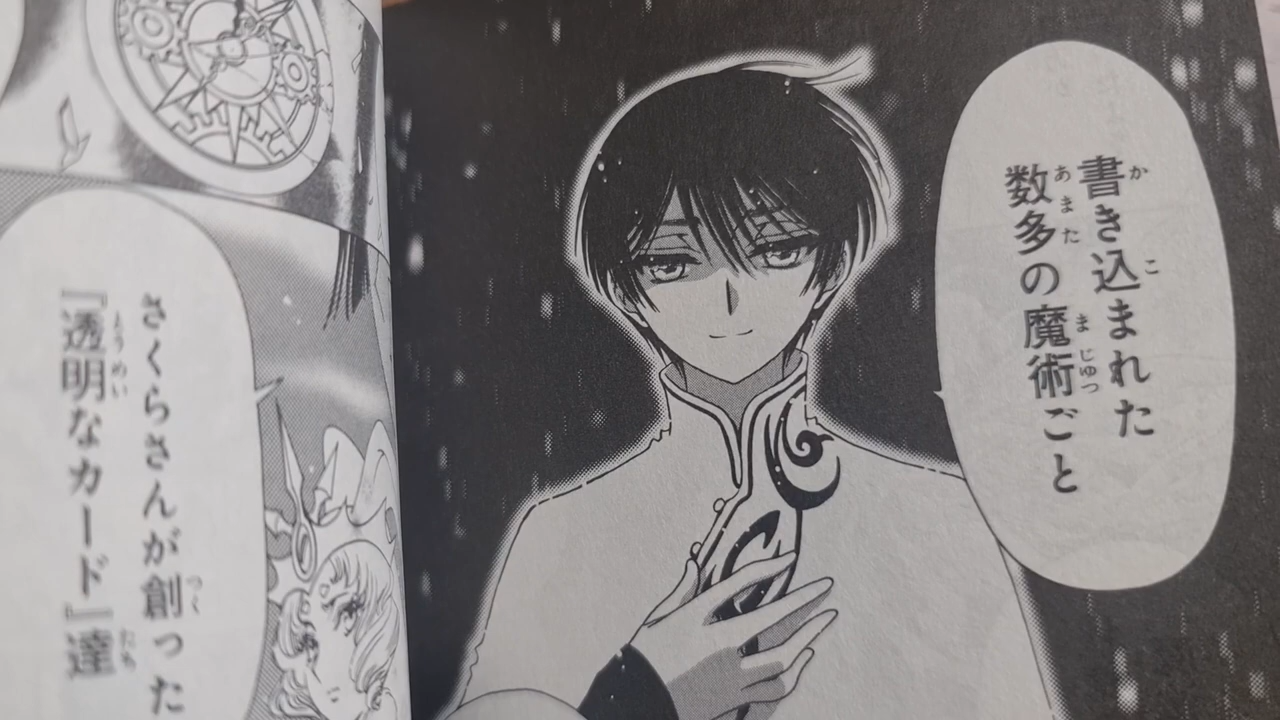 書き込まれた
数多の魔術ごと
さくらさんが創った
『透明なカード』達